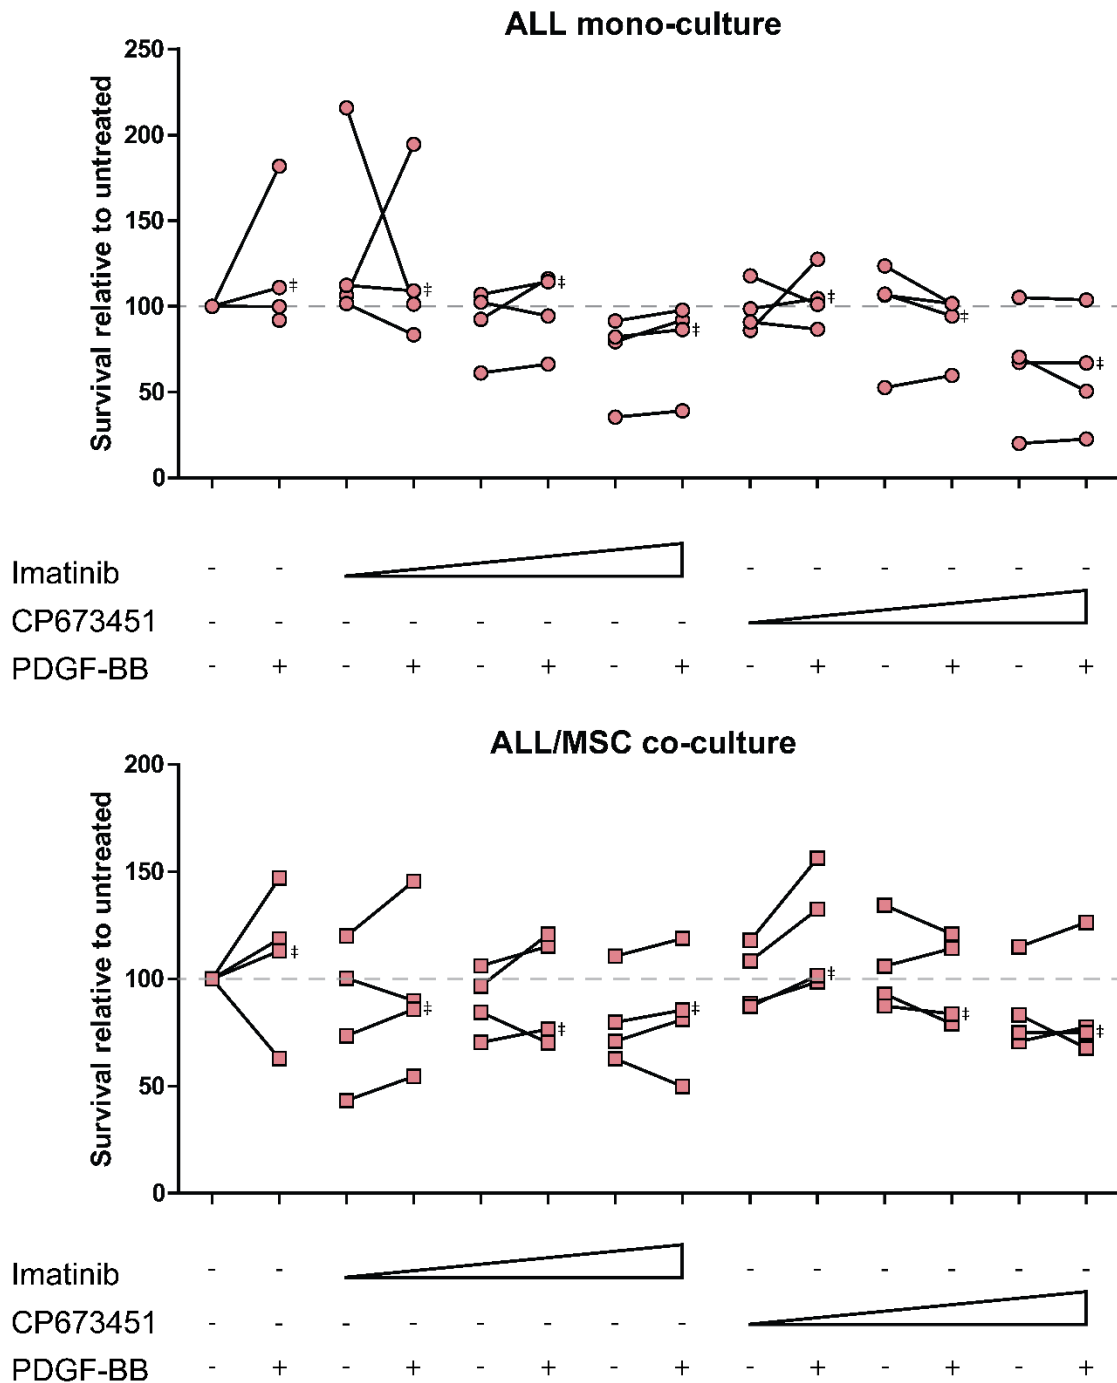 ALL mono-culture
Survival relative to untreated
250
200
150
100
50
0
‡ ‡ ‡ ‡ ‡ ‡ ‡
Imatinib - - - - - - - -
CP673451 - - - - - - - -
PDGF-BB - + - + - + - + - + - + - +
ALL/MSC co-culture
Survival relative to untreated
200
150
100
50
0
‡ ‡ ‡ ‡ ‡ ‡ ‡
Imatinib - - - - - - - -
CP673451 - - - - - - - -
PDGF-BB - + - + - + - + - + - + - +